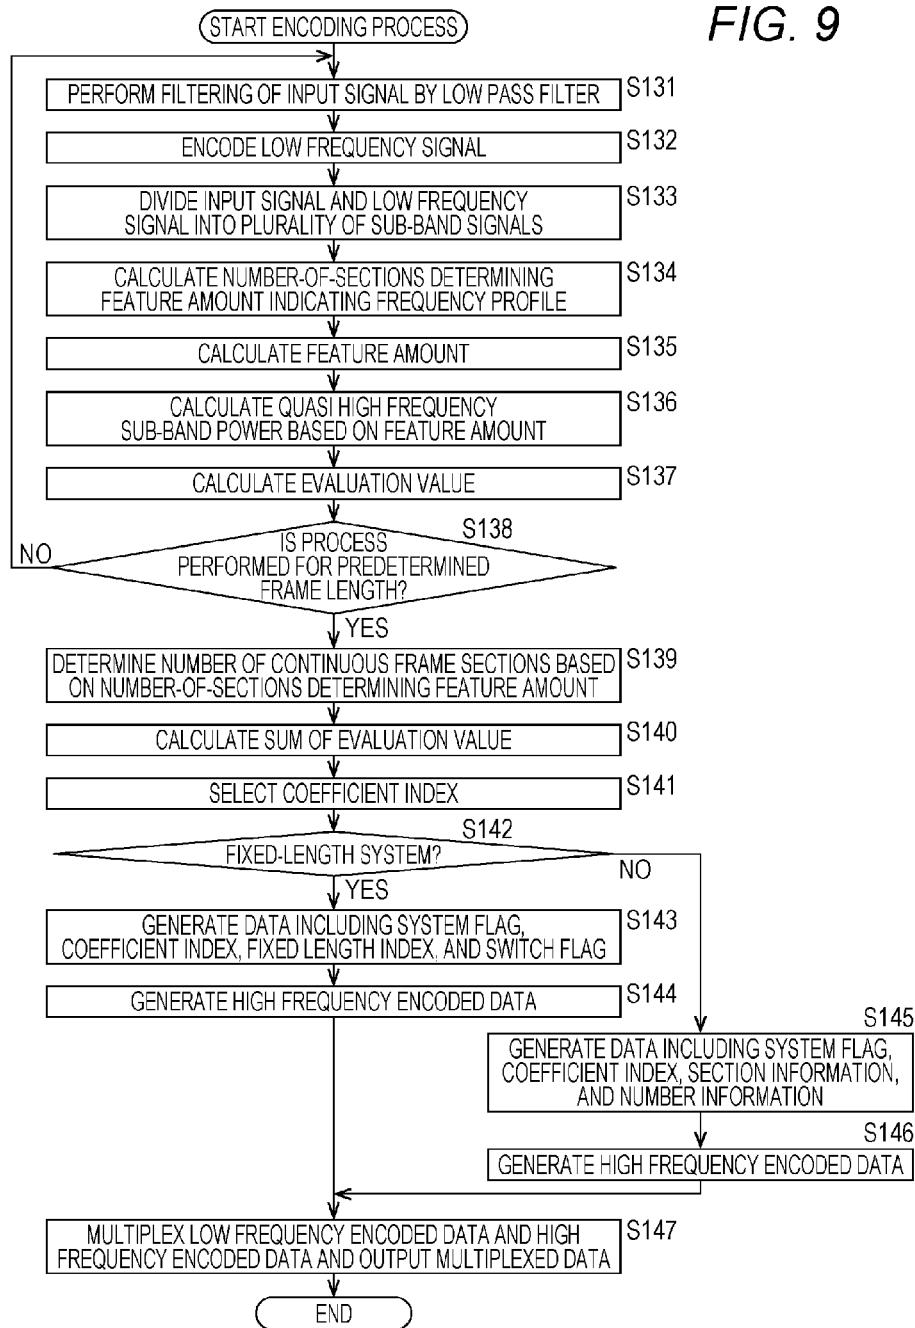 FIG. 9
START ENCODING PROCESS
PERFORM FILTERING OF INPUT SIGNAL BY LOW PASS FILTER
S131
ENCODE LOW FREQUENCY SIGNAL
S132
DIVIDE INPUT SIGNAL AND LOW FREQUENCY
SIGNAL INTO PLURALITY OF SUB-BAND SIGNALS
S133
CALCULATE NUMBER-OF-SECTIONS DETERMINING
FEATURE AMOUNT INDICATING FREQUENCY PROFILE
S134
CALCULATE FEATURE AMOUNT
S135
CALCULATE QUASI HIGH FREQUENCY
SUB-BAND POWER BASED ON FEATURE AMOUNT
S136
CALCULATE EVALUATION VALUE
S137
S138
IS PROCESS
PERFORMED FOR PREDETERMINED
FRAME LENGTH?
NO
YES
DETERMINE NUMBER OF CONTINUOUS FRAME SECTIONS BASED
ON NUMBER-OF-SECTIONS DETERMINING FEATURE AMOUNT
S139
CALCULATE SUM OF EVALUATION VALUE
S140
SELECT COEFFICIENT INDEX
S141
S142
FIXED-LENGTH SYSTEM?
NO
YES
GENERATE DATA INCLUDING SYSTEM FLAG,
COEFFICIENT INDEX, FIXED LENGTH INDEX, AND SWITCH FLAG
S143
GENERATE HIGH FREQUENCY ENCODED DATA
S144
S145
GENERATE DATA INCLUDING SYSTEM FLAG,
COEFFICIENT INDEX, SECTION INFORMATION,
AND NUMBER INFORMATION
S146
GENERATE HIGH FREQUENCY ENCODED DATA
MULTIPLEX LOW FREQUENCY ENCODED DATA AND HIGH
FREQUENCY ENCODED DATA AND OUTPUT MULTIPLEXED DATA
S147
END